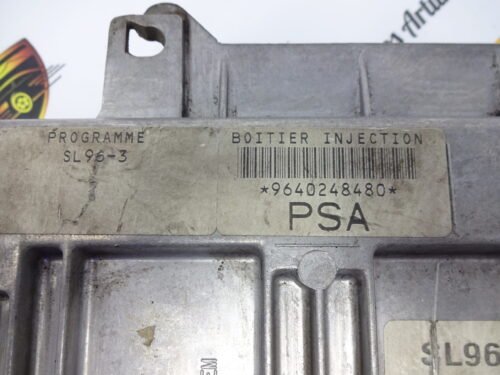 PROGRAMME
SL96-3
BOITIER INJECTION
*9640248480*
PSA
SL96